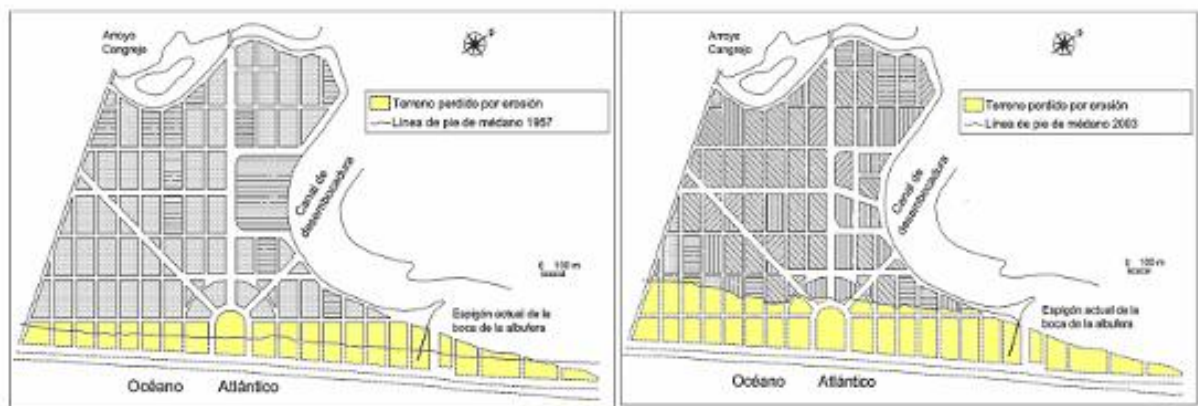 Arroyo
Cangrejo
Terreno perdido por erosión
Línea de pie de médano 1957
Canal de
desembocadura
100 m
Espigón actual de la
boca de la albufera
Océano Atlántico
Arroyo
Cangrejo
Terreno perdido por erosión
Línea de pie de médano 2003
Canal de
desembocadura
100 m
Espigón actual de la
boca de la albufera
Océano Atlántico